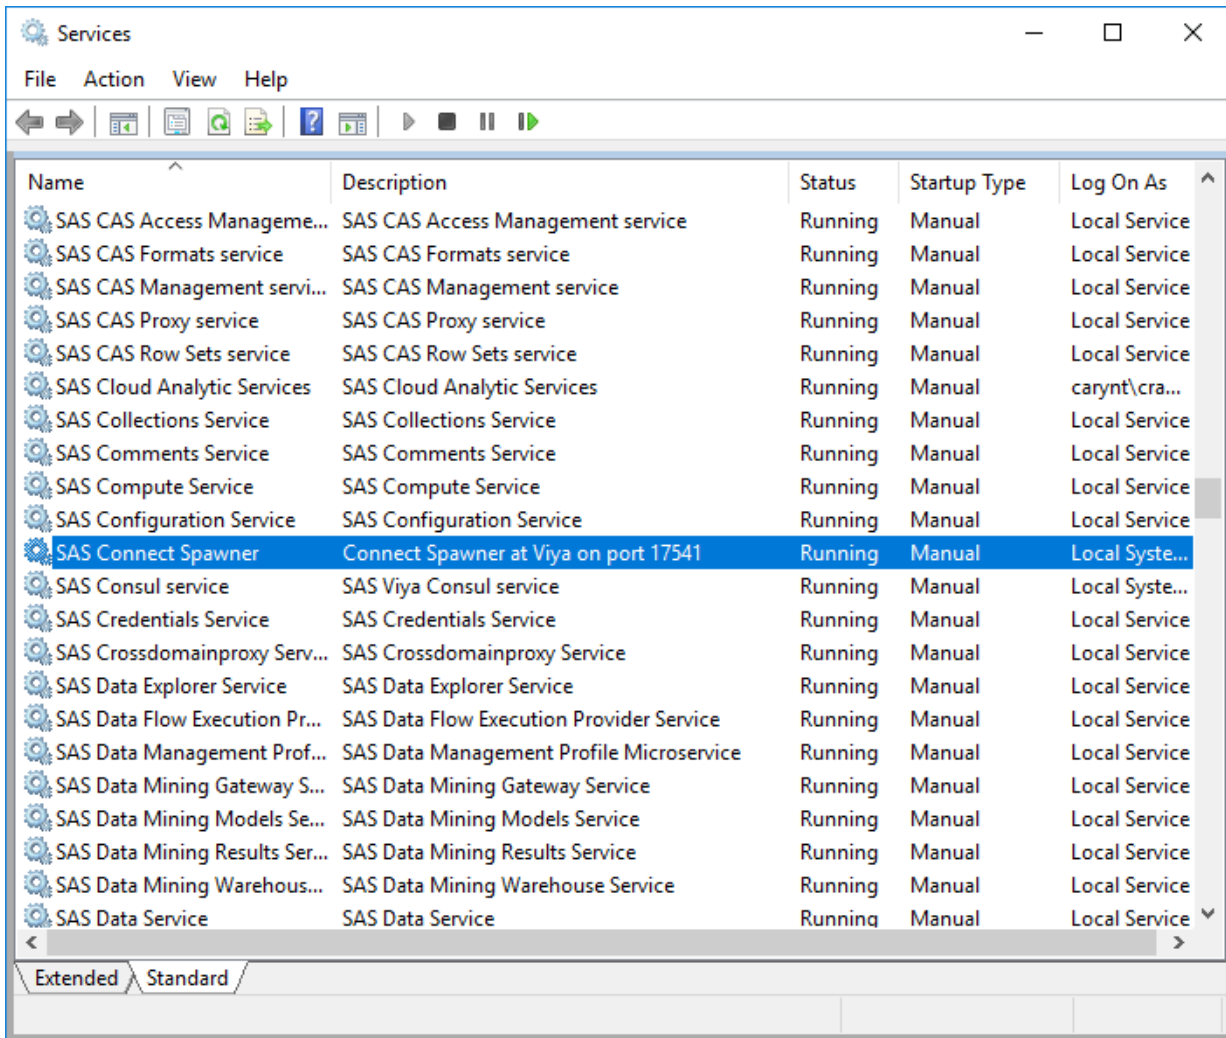 Services
File Action View Help
Name Description Status Startup Type Log On As
SAS CAS Access Manageme... SAS CAS Access Management service Running Manual Local Service
SAS CAS Formats service SAS CAS Formats service Running Manual Local Service
SAS CAS Management servi... SAS CAS Management service Running Manual Local Service
SAS CAS Proxy service SAS CAS Proxy service Running Manual Local Service
SAS CAS Row Sets service SAS CAS Row Sets service Running Manual Local Service
SAS Cloud Analytic Services SAS Cloud Analytic Services Running Manual carynt\cra...
SAS Collections Service SAS Collections Service Running Manual Local Service
SAS Comments Service SAS Comments Service Running Manual Local Service
SAS Compute Service SAS Compute Service Running Manual Local Service
SAS Configuration Service SAS Configuration Service Running Manual Local Service
SAS Connect Spawner Connect Spawner at Viya on port 17541 Running Manual Local Syste...
SAS Consul service SAS Viya Consul service Running Manual Local Syste...
SAS Credentials Service SAS Credentials Service Running Manual Local Service
SAS Crossdomainproxy Serv... SAS Crossdomainproxy Service Running Manual Local Service
SAS Data Explorer Service SAS Data Explorer Service Running Manual Local Service
SAS Data Flow Execution Pr... SAS Data Flow Execution Provider Service Running Manual Local Service
SAS Data Management Prof... SAS Data Management Profile Microservice Running Manual Local Service
SAS Data Mining Gateway S... SAS Data Mining Gateway Service Running Manual Local Service
SAS Data Mining Models Se... SAS Data Mining Models Service Running Manual Local Service
SAS Data Mining Results Ser... SAS Data Mining Results Service Running Manual Local Service
SAS Data Mining Warehous... SAS Data Mining Warehouse Service Running Manual Local Service
SAS Data Service SAS Data Service Running Manual Local Service
Extended Standard